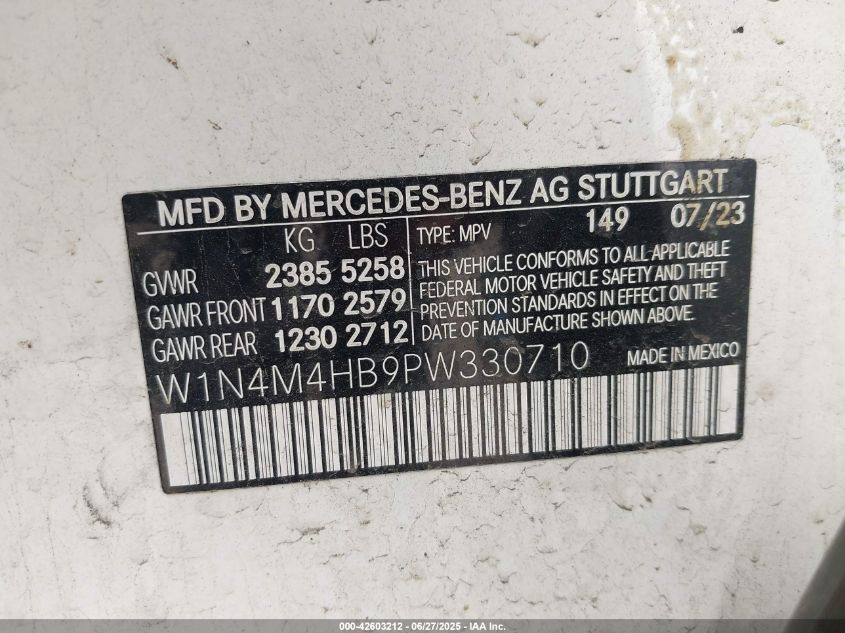 MFD BY MERCEDES-BENZ AG STUTTGART
KG LBS TYPE: MPV 149 07/23
GVWR 2385 5258
GAWR FRONT 1170 2579
GAWR REAR 1230 2712
THIS VEHICLE CONFORMS TO ALL APPLICABLE
FEDERAL MOTOR VEHICLE SAFETY AND THEFT
PREVENTION STANDARDS IN EFFECT ON THE
DATE OF MANUFACTURE SHOWN ABOVE.
W1N4M4HB9PW330710 MADE IN MEXICO
000-42603212 - 06/27/2025 - IAA Inc.